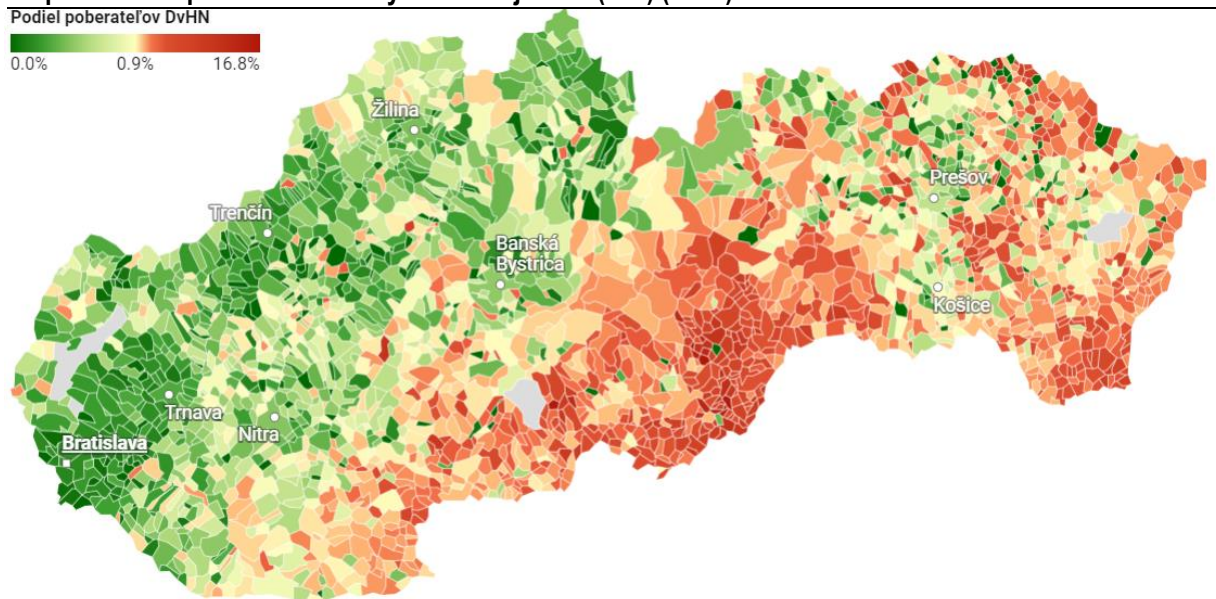 Podiel poberateľov DvHN
0.0% 0.9% 16.8%
Žilina
Prešov
Trenčín
Banská
Bystrica
Košice
Trnava
Nitra
Bratislava